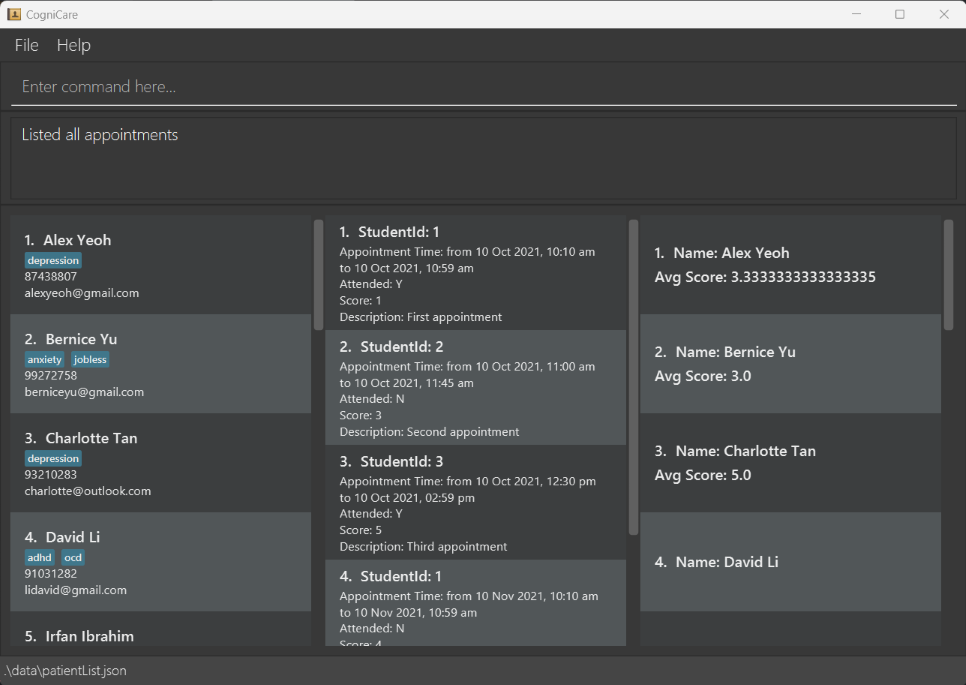 CogniCare
File Help
Enter command here...
Listed all appointments
1. Alex Yeoh
depression
87438807
alexyeoh@gmail.com
2. Bernice Yu
anxiety jobless
99272758
berniceyu@gmail.com
3. Charlotte Tan
depression
93210283
charlotte@outlook.com
4. David Li
adhd ocd
91031282
lidavid@gmail.com
5. Irfan Ibrahim
1. StudentId: 1
Appointment Time: from 10 Oct 2021, 10:10 am
to 10 Oct 2021, 10:59 am
Attended: Y
Score: 1
Description: First appointment
2. StudentId: 2
Appointment Time: from 10 Oct 2021, 11:00 am
to 10 Oct 2021, 11:45 am
Attended: N
Score: 3
Description: Second appointment
3. StudentId: 3
Appointment Time: from 10 Oct 2021, 12:30 pm
to 10 Oct 2021, 02:59 pm
Attended: Y
Score: 5
Description: Third appointment
4. StudentId: 1
Appointment Time: from 10 Nov 2021, 10:10 am
to 10 Nov 2021, 10:59 am
Attended: N
Score: 4
1. Name: Alex Yeoh
Avg Score: 3.3333333333333335
2. Name: Bernice Yu
Avg Score: 3.0
3. Name: Charlotte Tan
Avg Score: 5.0
4. Name: David Li
.\data\patientList.json